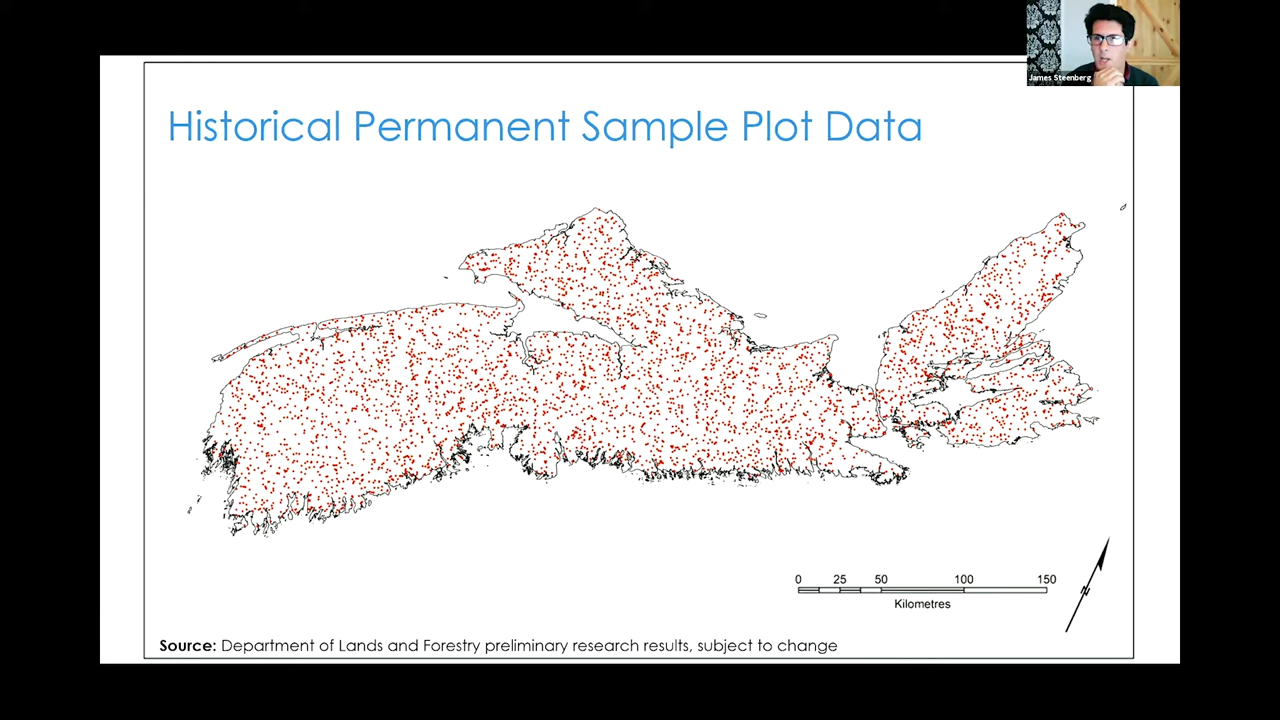 James Steenberg
Historical Permanent Sample Plot Data
0 25 50 100 150
Kilometres
N
Source: Department of Lands and Forestry preliminary research results, subject to change